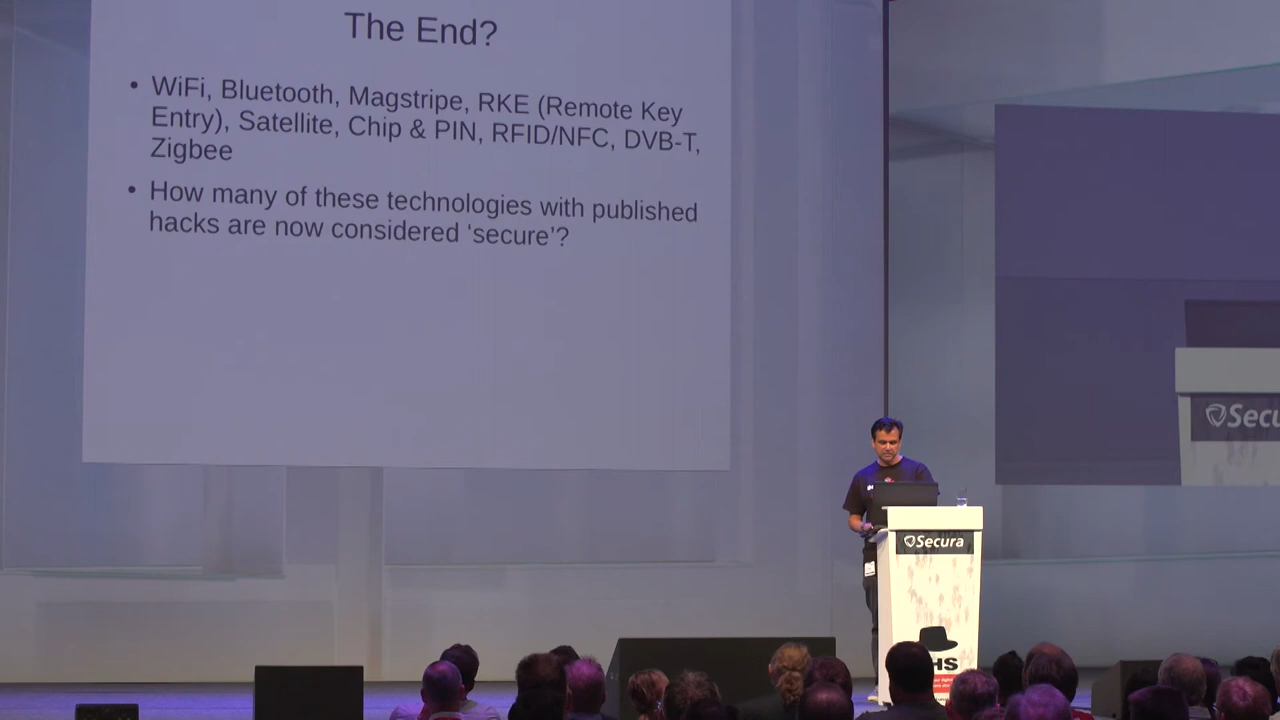 The End?
• WiFi, Bluetooth, Magstripe, RKE (Remote Key
Entry), Satellite, Chip & PIN, RFID/NFC, DVB-T,
Zigbee
• How many of these technologies with published
hacks are now considered ‘secure’?
Secu
Secura
HS